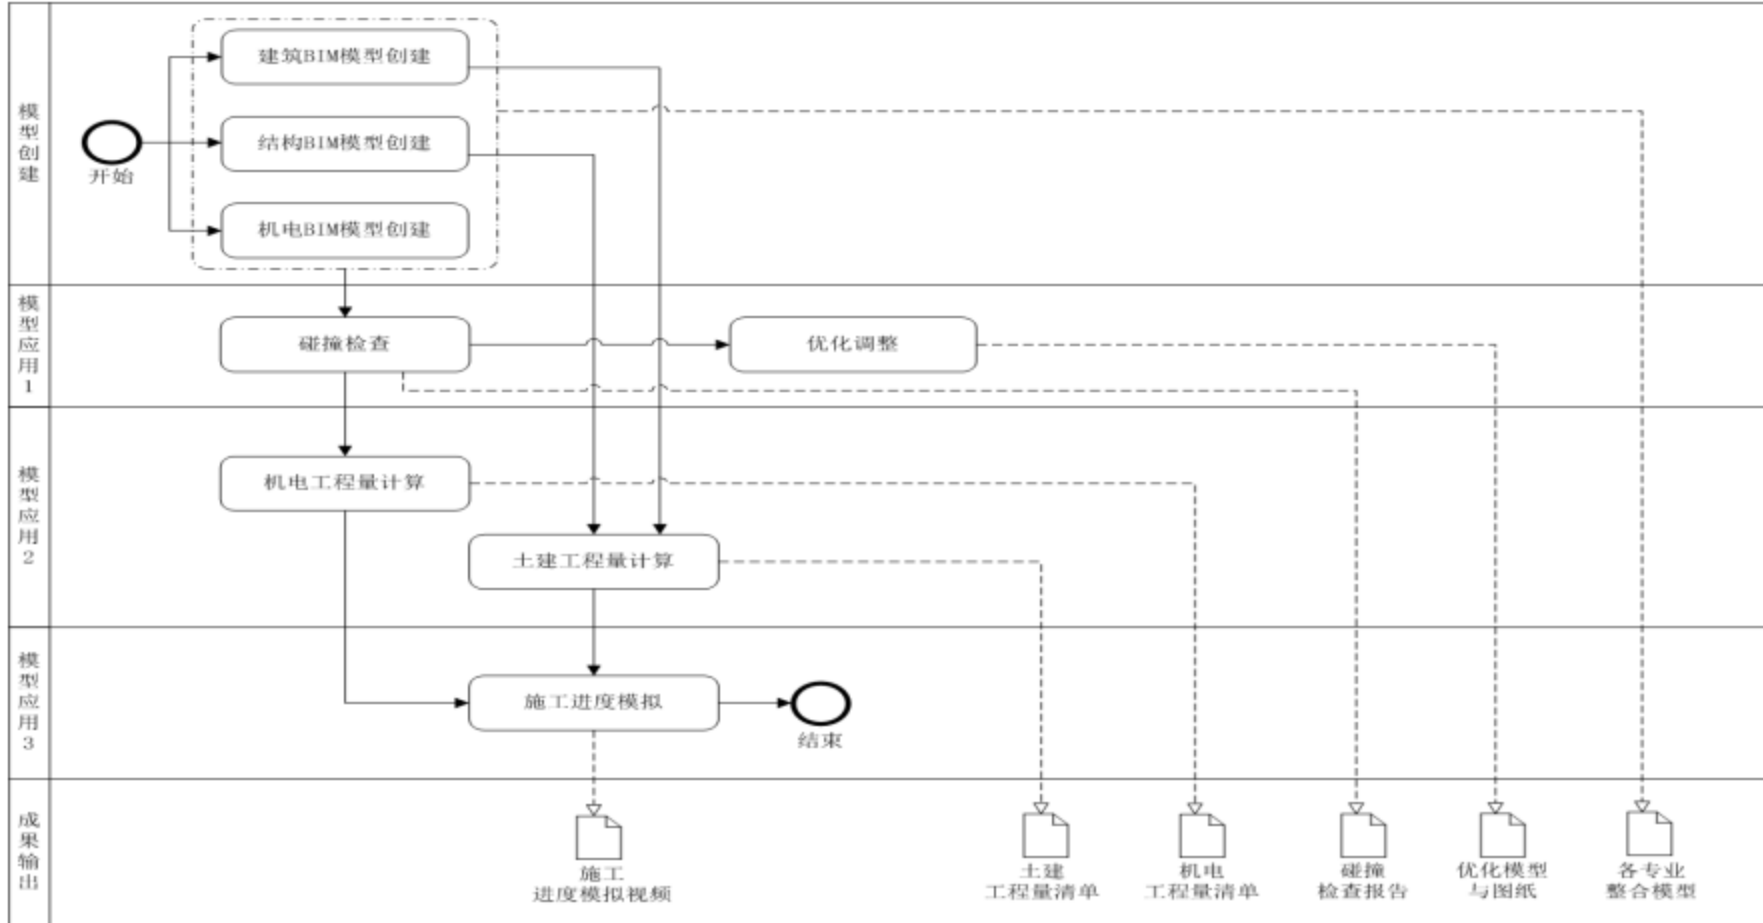 模型创建
建筑BIM模型创建
结构BIM模型创建
开始
机电BIM模型创建
模型应用1
碰撞检查
优化调整
模型应用2
机电工程量计算
土建工程量计算
模型应用3
施工进度模拟
结束
成果输出
施工
进度模拟视频
土建
工程量清单
机电
工程量清单
碰撞
检查报告
优化模型
与图纸
各专业
整合模型